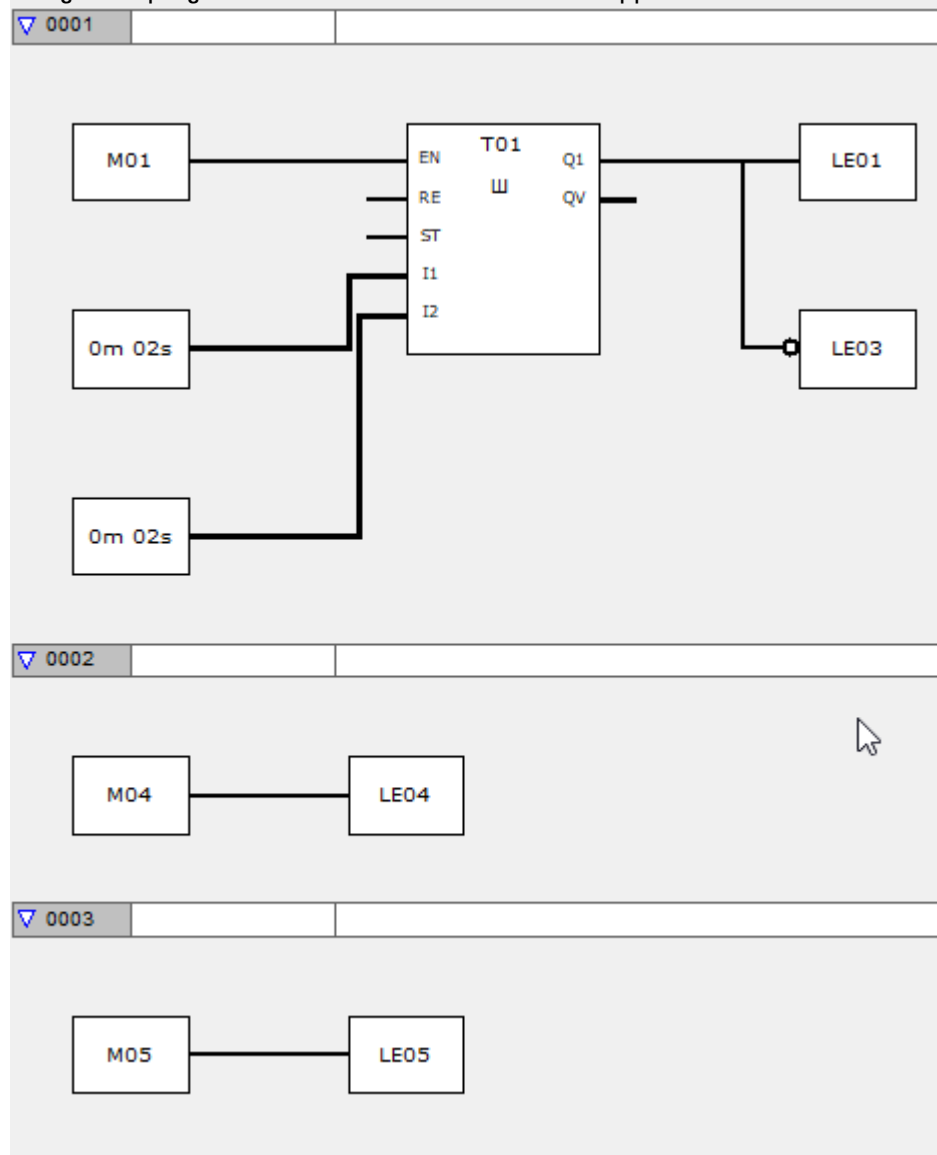 0001
M01
T01
Ш
EN
Q1
RE
QV
ST
I1
I2
LE01
0m 02s
LE03
0m 02s
0002
M04
LE04
0003
M05
LE05